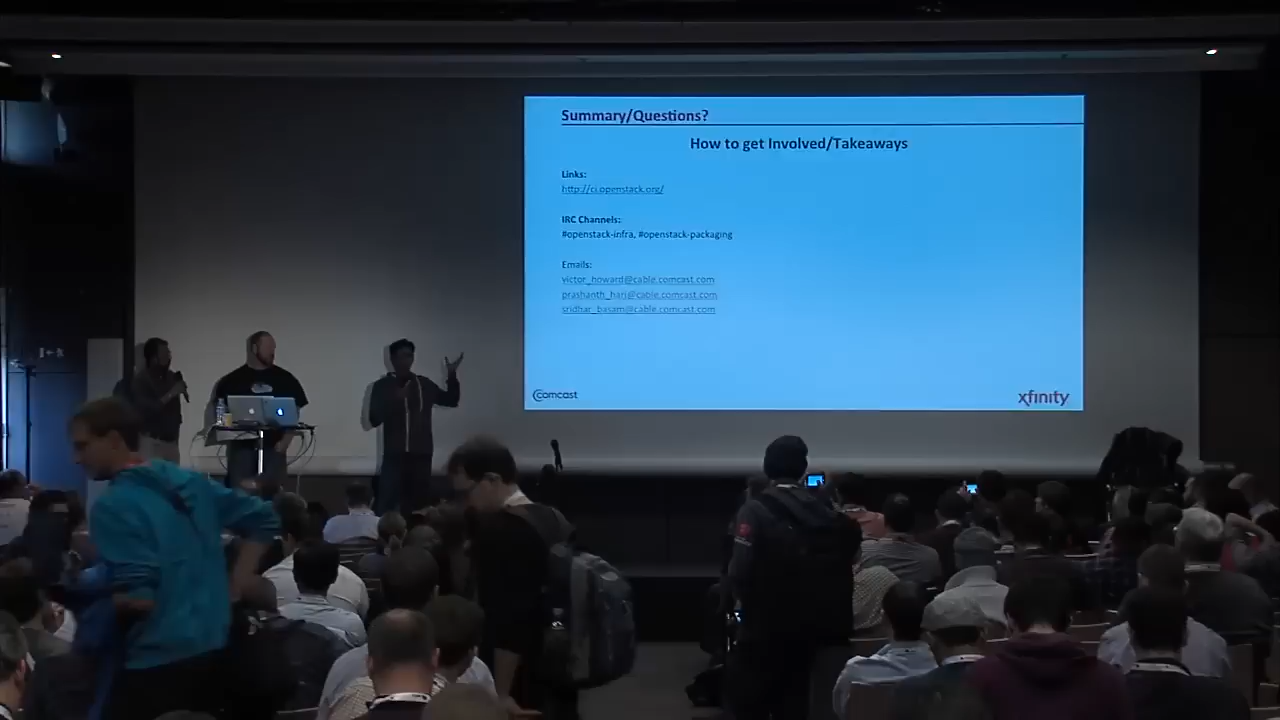 Summary/Questions?
How to get Involved/Takeaways
Links:
http://ci.openstack.org/
IRC Channels:
#openstack-infra, #openstack-packaging
Emails:
victor_howard@cable.comcast.com
prashanth_hari@cable.comcast.com
sridhar_basam@cable.comcast.com
comcast
xfinity